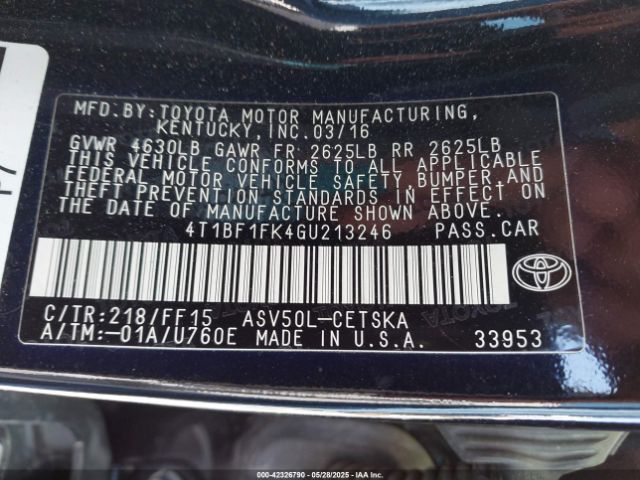 MFD. BY: TOYOTA MOTOR MANUFACTURING,
KENTUCKY, INC. 03/16
GVWR 4630LB GAWR FR 2625LB RR 2625LB
THIS VEHICLE CONFORMS TO ALL APPLICABLE
FEDERAL MOTOR VEHICLE SAFETY, BUMPER, AND
THEFT PREVENTION STANDARDS IN EFFECT ON
THE DATE OF MANUFACTURE SHOWN ABOVE.
4T1BF1FK4GU213246 PASS. CAR
C/TR: 218/FF15 ASV50L-CETSKA
A/TM: -01A/U760E MADE IN U.S.A. 33953
000-42326790 - 05/28/2025 - IAA Services